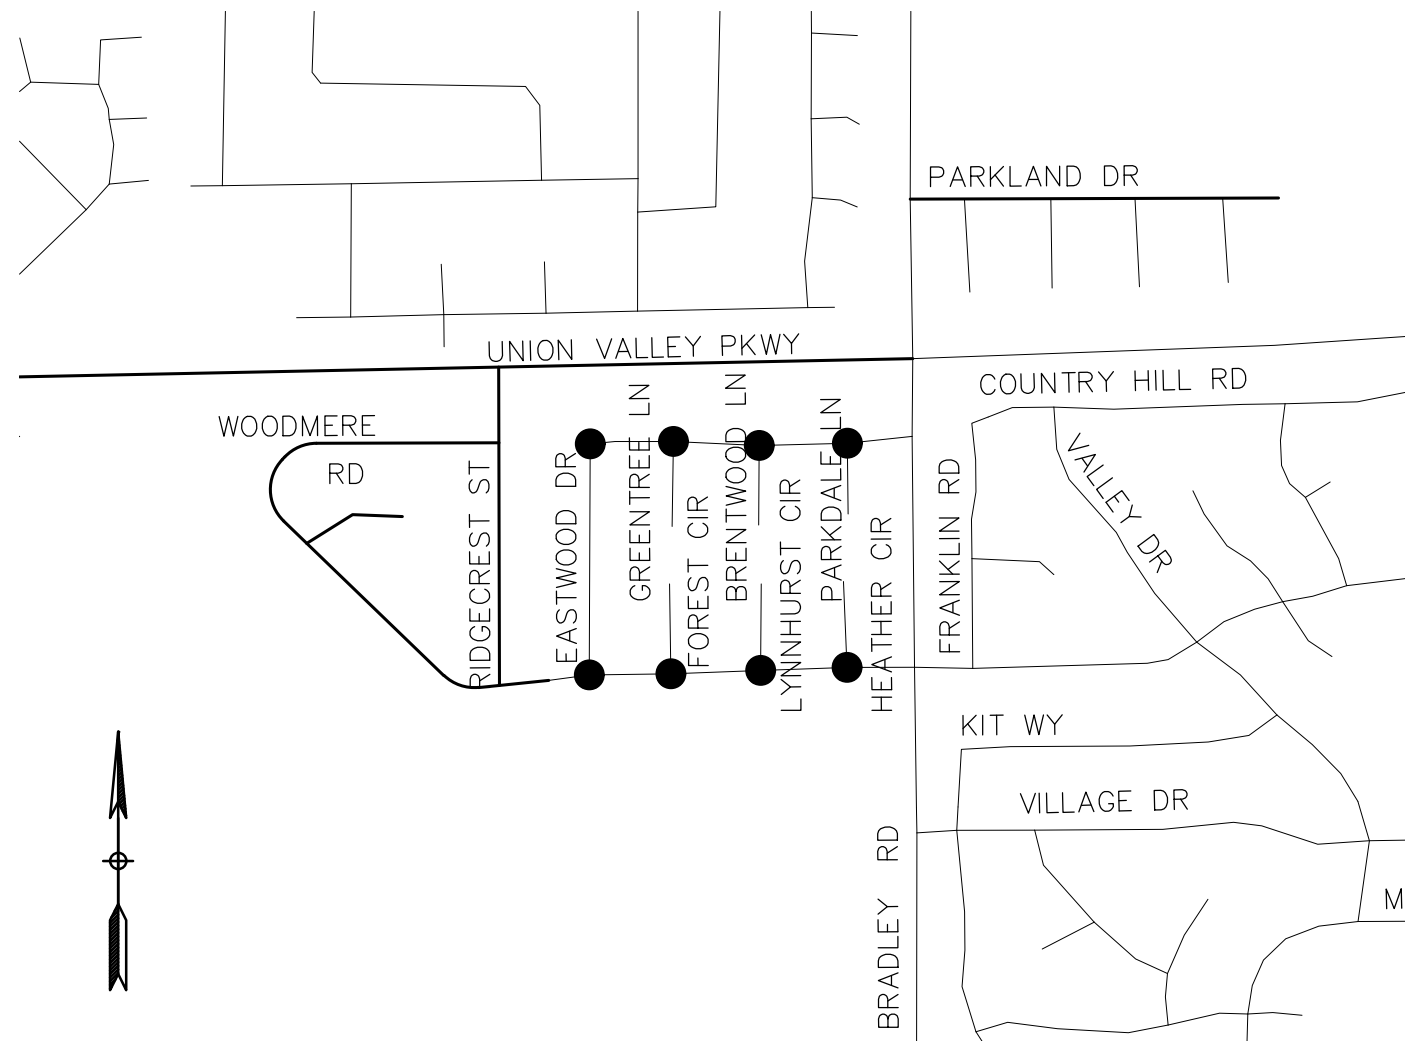 PARKLAND DR
UNION VALLEY PKWY
COUNTRY HILL RD
WOODMERE
RD
RIDGECREST ST
EASTWOOD DR
GREENTREE LN
FOREST CIR
BRENTWOOD LN
LYNNHURST CIR
PARKDALE LN
HEATHER CIR
FRANKLIN RD
VALLEY DR
KIT WY
VILLAGE DR
BRADLEY RD
M